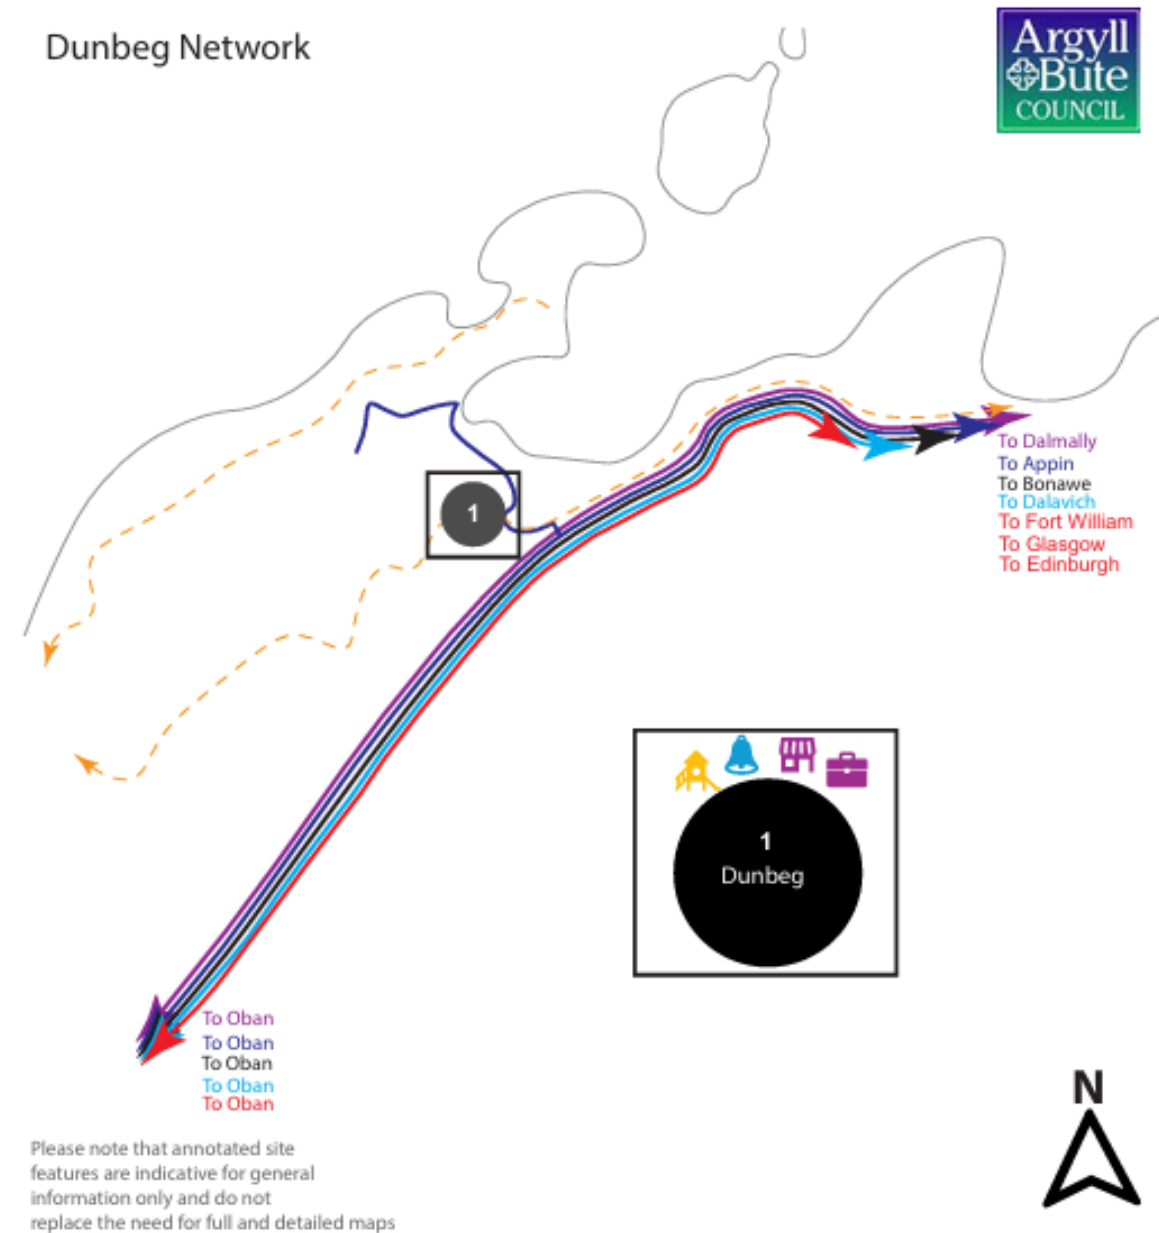 Dunbeg Network
Argyll
Bute
COUNCIL
1
To Dalmally
To Appin
To Bonawe
To Dalavich
To Fort William
To Glasgow
To Edinburgh
1
Dunbeg
To Oban
To Oban
To Oban
To Oban
To Oban
N
Please note that annotated site
features are indicative for general
information only and do not
replace the need for full and detailed maps